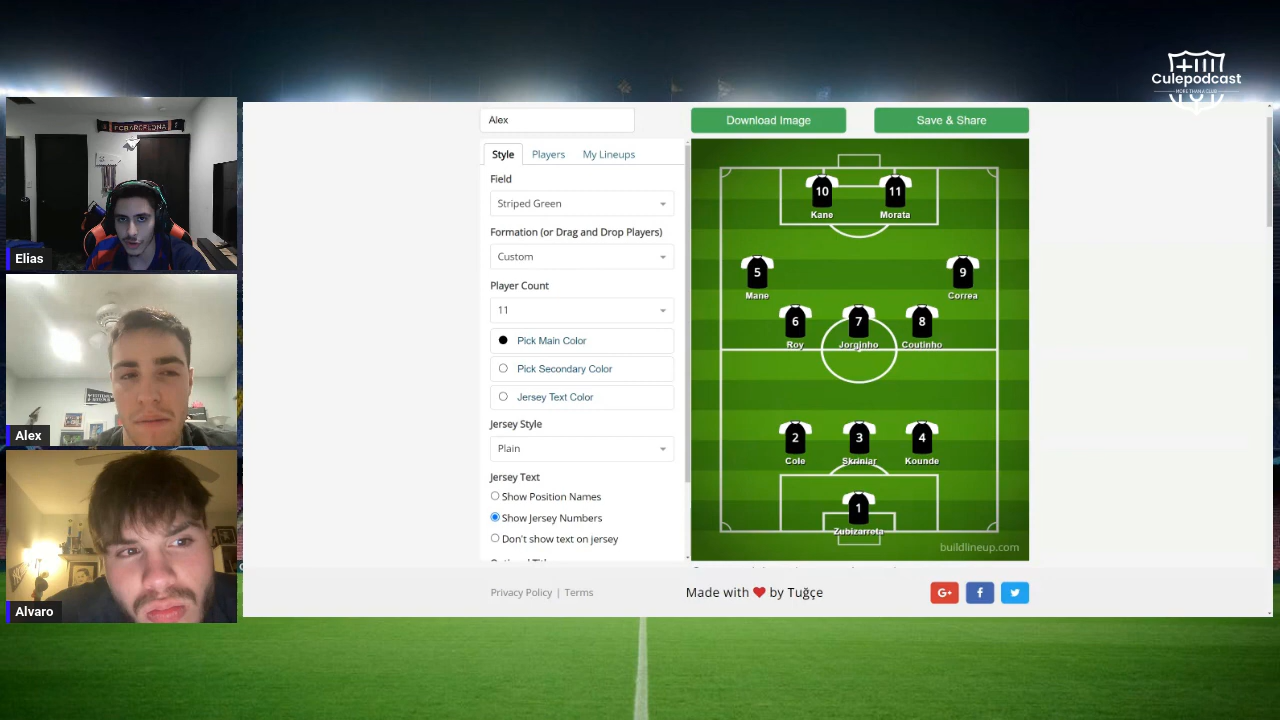 Culepodcast
MORE THAN A CLUB
FCBARCELONA
Elias
Alex
Alvaro
Alex
Download Image
Save & Share
Style
Players
My Lineups
Field
Striped Green
Formation (or Drag and Drop Players)
Custom
Player Count
11
Pick Main Color
Pick Secondary Color
Jersey Text Color
Jersey Style
Plain
Jersey Text
Show Position Names
Show Jersey Numbers
Don't show text on jersey
10
11
Kane
Morata
5
9
Mane
Correa
6
7
8
Roy
Jorginho
Coutinho
2
3
4
Cole
Skriniar
Kounde
1
Zubizarreta
buildlineup.com
Privacy Policy | Terms
Made with ❤ by Tuğçe
G+
f